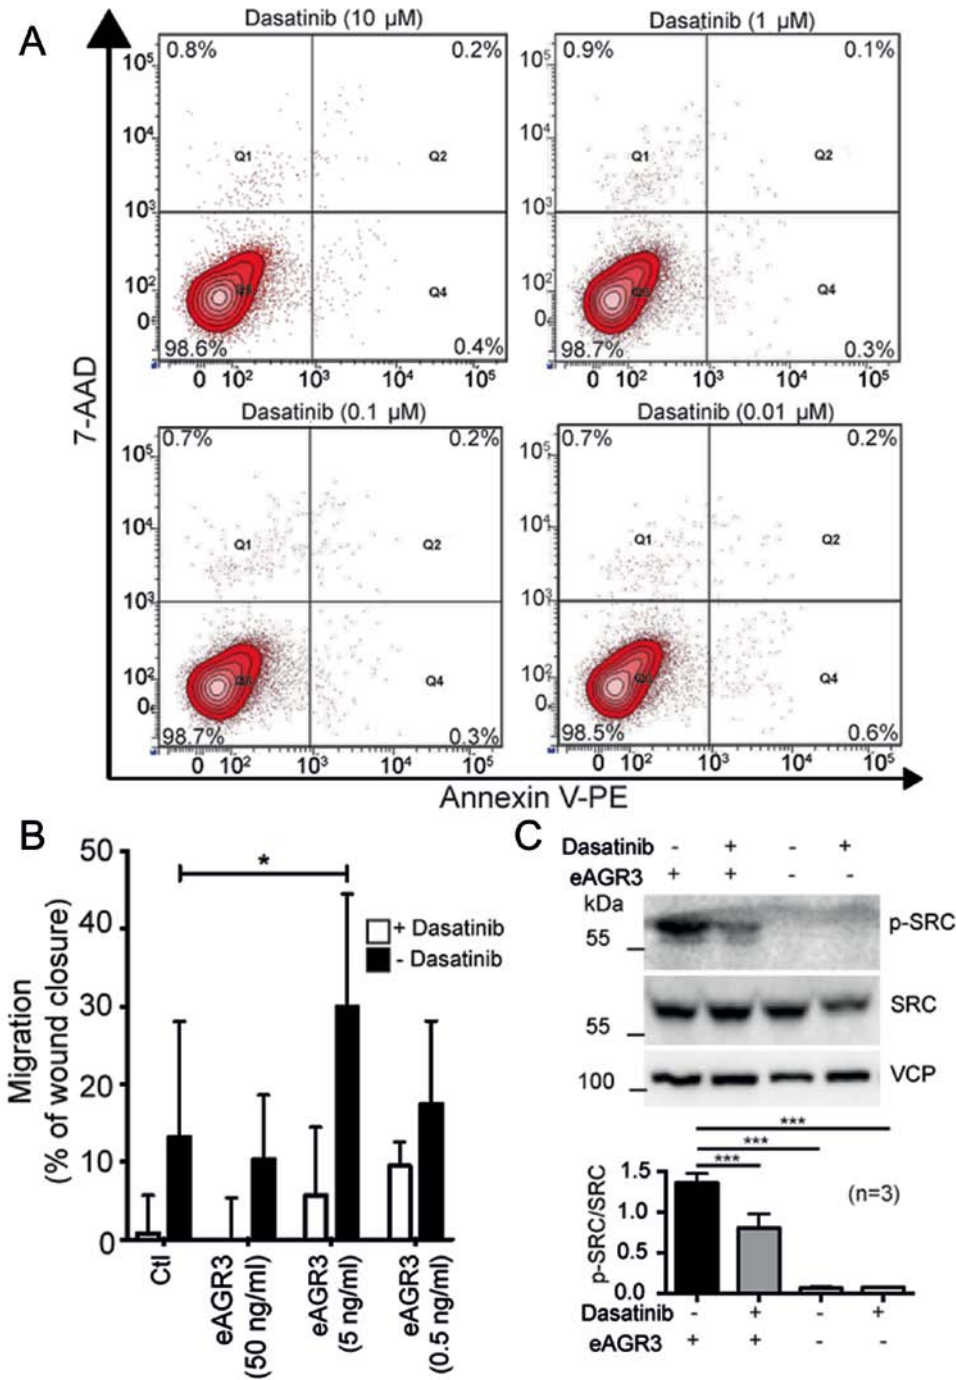 A
7-AAD
Dasatinib (10 µM)
0.8%
0.2%
Q1
Q2
Q4
98.6%
0.4%
10⁵
10⁴
10³
10²
0
0 10² 10³ 10⁴ 10⁵
Dasatinib (1 µM)
0.9%
0.1%
Q1
Q2
Q4
98.7%
0.3%
10⁵
10⁴
10³
10²
0
0 10² 10³ 10⁴ 10⁵
Dasatinib (0.1 µM)
0.7%
0.2%
Q1
Q2
Q4
98.7%
0.3%
10⁵
10⁴
10³
10²
0
0 10² 10³ 10⁴ 10⁵
Dasatinib (0.01 µM)
0.7%
0.2%
Q1
Q2
Q4
98.5%
0.6%
10⁵
10⁴
10³
10²
0
0 10² 10³ 10⁴ 10⁵
Annexin V-PE
B
Migration
(% of wound closure)
50
40
30
20
10
0
*
+ Dasatinib
- Dasatinib
Ctl
eAGR3
(50 ng/ml)
eAGR3
(5 ng/ml)
eAGR3
(0.5 ng/ml)
C
Dasatinib - + - +
eAGR3 + + - -
kDa
55
p-SRC
55
SRC
100
VCP
***
***
***
(n=3)
p-SRC/SRC
1.5
1.0
0.5
0.0
Dasatinib - + - +
eAGR3 + + - -